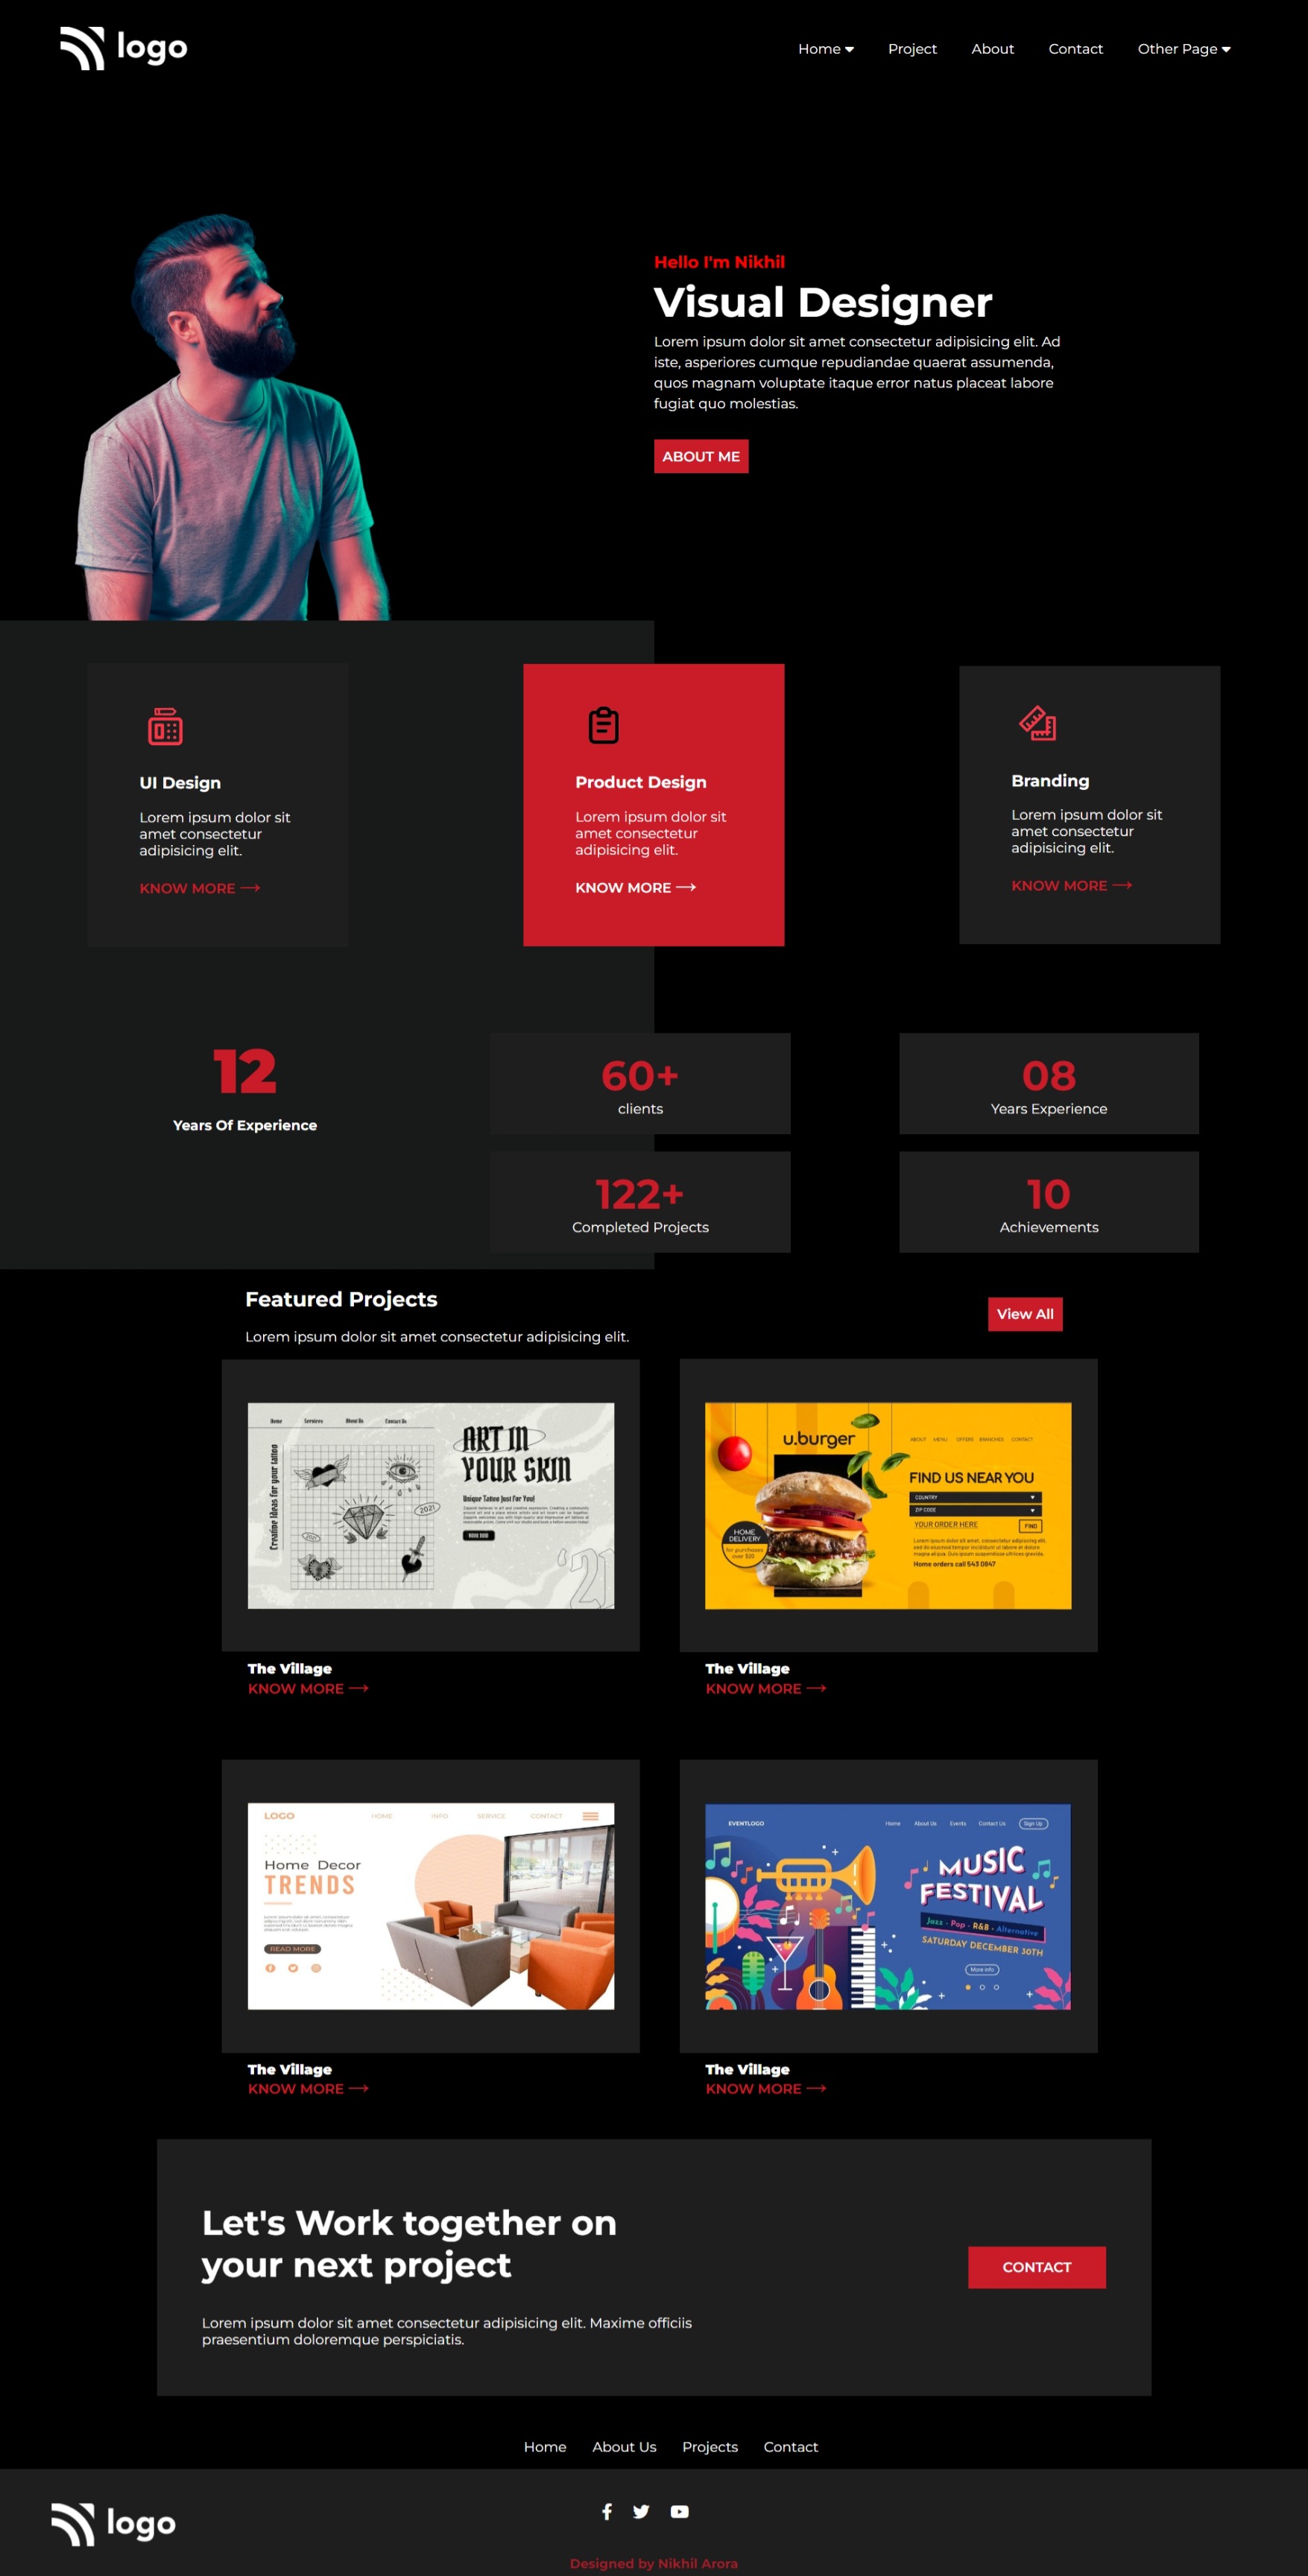 logo
Home
Project
About
Contact
Other Page
Hello I'm Nikhil
Visual Designer
Lorem ipsum dolor sit amet consectetur adipisicing elit. Ad
iste, asperiores cumque repudiandae quaerat assumenda,
quos magnam voluptate itaque error natus placeat labore
fugiat quo molestias.
ABOUT ME
UI Design
Lorem ipsum dolor sit
amet consectetur
adipisicing elit.
KNOW MORE
Product Design
Lorem ipsum dolor sit
amet consectetur
adipisicing elit.
KNOW MORE
Branding
Lorem ipsum dolor sit
amet consectetur
adipisicing elit.
KNOW MORE
12
Years Of Experience
60+
clients
08
Years Experience
122+
Completed Projects
10
Achievements
Featured Projects
Lorem ipsum dolor sit amet consectetur adipisicing elit.
View All
Home
Services
About Us
Contact Us
Creative Ideas for your tattoo
2021
ART IN
YOUR SKIN
Unique Tattoo Just For You!
'21
The Village
KNOW MORE
u.burger
ABOUT
MENU
OFFERS
BRANCHES
CONTACT
FIND US NEAR YOU
COUNTRY
ZIP CODE
YOUR ORDER HERE
FIND
HOME
DELIVERY
for purchases
over $20
Home orders call 543 0847
The Village
KNOW MORE
LOGO
HOME
INFO
SERVICE
CONTACT
Home Decor
TRENDS
READ MORE
The Village
KNOW MORE
EVENTLOGO
Home
About Us
Events
Contact Us
Sign Up
MUSIC
FESTIVAL
Jazz - Pop - R&B - Alternative
SATURDAY DECEMBER 30TH
More info
The Village
KNOW MORE
Let's Work together on
your next project
Lorem ipsum dolor sit amet consectetur adipisicing elit. Maxime officiis
praesentium doloremque perspiciatis.
CONTACT
Home
About Us
Projects
Contact
logo
Designed by Nikhil Arora